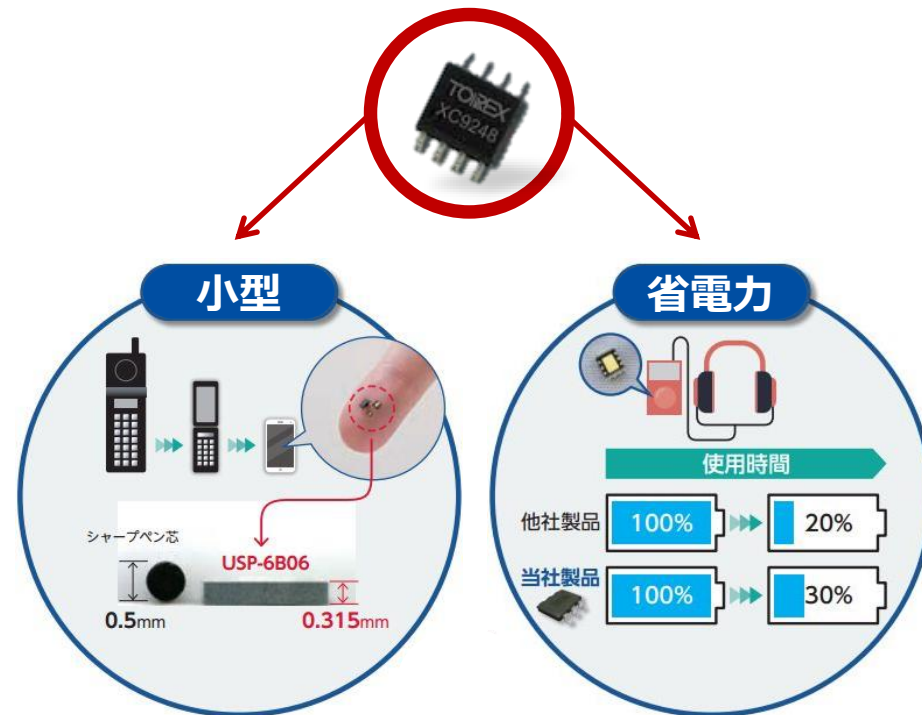 TOIREX
XC9248
小型
省電力
シャープペン芯
USP-6B06
0.5mm
0.315mm
使用時間
他社製品
100%
20%
当社製品
100%
30%